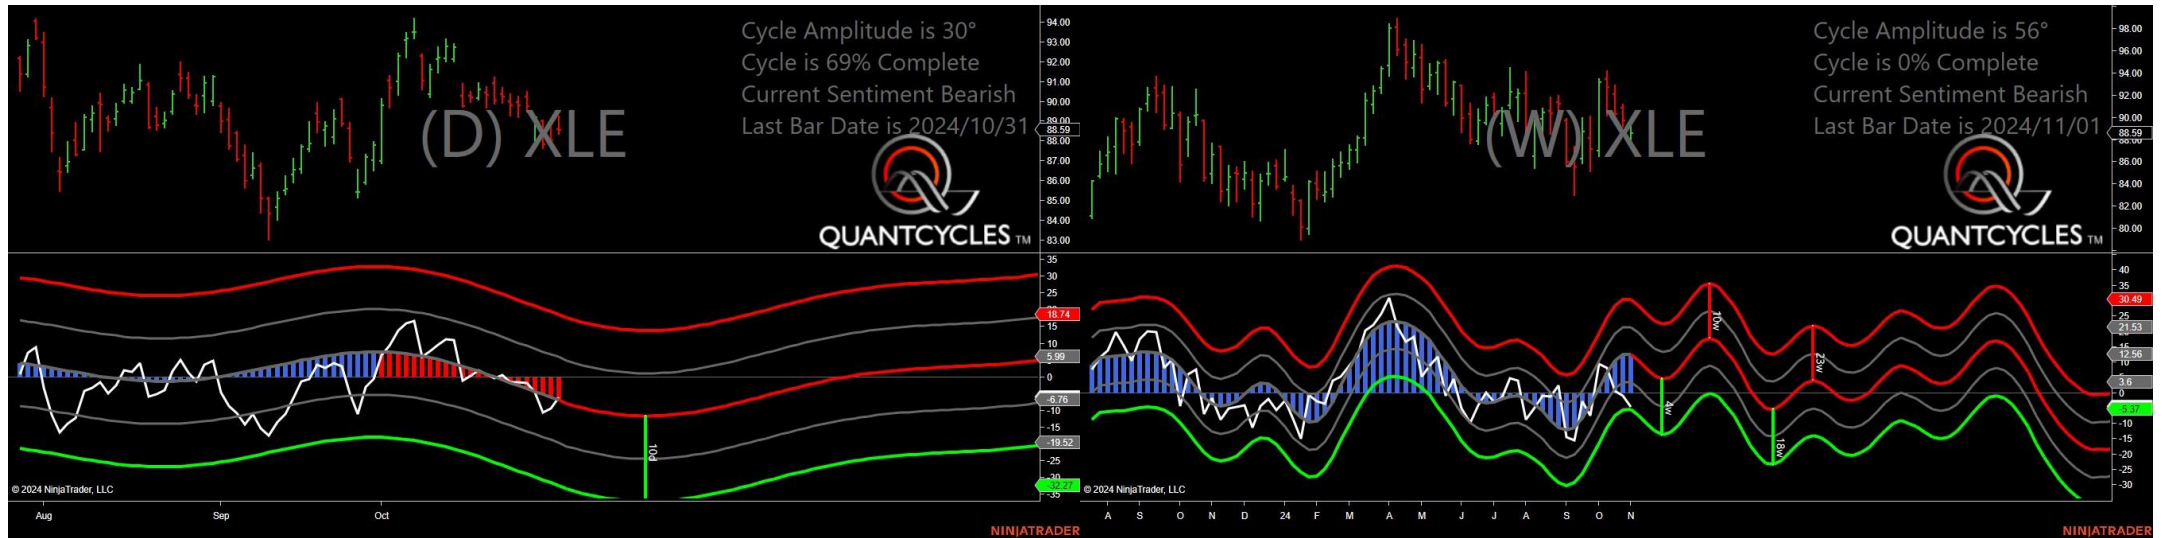 Cycle Amplitude is 30°
Cycle is 69% Complete
Current Sentiment Bearish
Last Bar Date is 2024/10/31
(D) XLE
QUANTCYCLES TM
94.00
93.00
92.00
91.00
90.00
89.00
88.59
88.00
87.00
86.00
85.00
84.00
83.00
35
30
25
18.74
15
10
5.99
0
-6.76
-10
-15
-19.52
-25
-30
-32.27
-35
10d
© 2024 NinjaTrader, LLC
Aug Sep Oct
NINJATRADER
Cycle Amplitude is 56°
Cycle is 0% Complete
Current Sentiment Bearish
Last Bar Date is 2024/11/01
(W) XLE
QUANTCYCLES TM
98.00
96.00
94.00
92.00
90.00
88.59
88.00
86.00
84.00
82.00
80.00
40
35
30.49
25
21.53
15
12.56
3.6
0
-5.37
-10
-15
-20
-25
-30
10w
23w
4w
18w
© 2024 NinjaTrader, LLC
A S O N D 24 F M A M J J A S O N
NINJATRADER